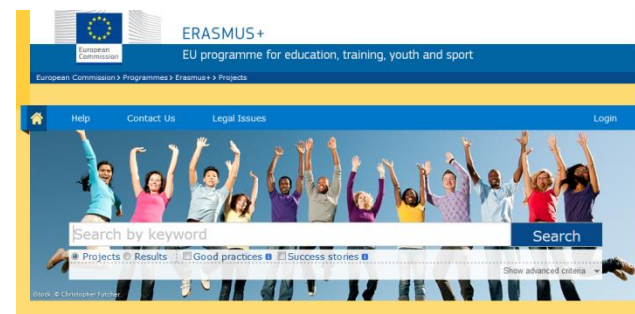 ERASMUS+
European
Commission
EU programme for education, training, youth and sport
European Commission > Programmes > Erasmus+ > Projects
Help Contact Us Legal Issues Login
Search by keyword Search
Projects Results Good practices Success stories
Show advanced criteria
iStock © Christopher Futcher